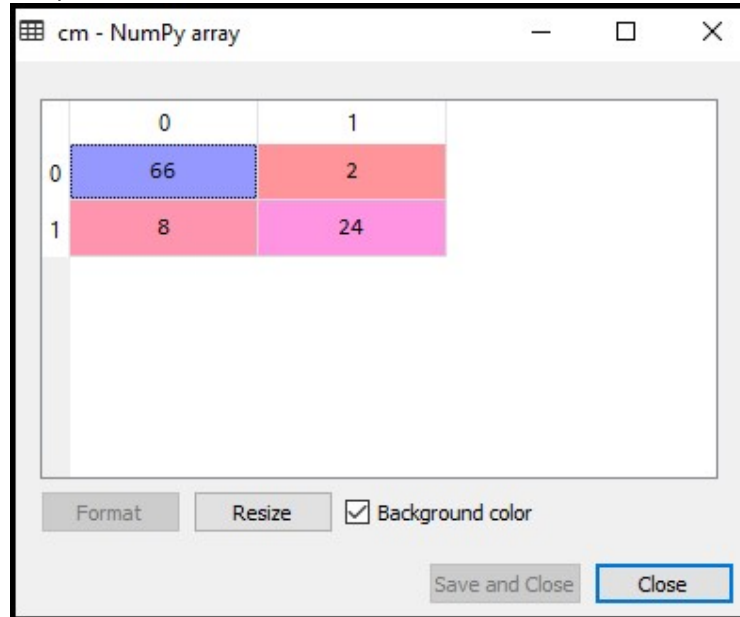 cm - NumPy array
0 1
0 66 2
1 8 24
Format Resize Background color
Save and Close Close